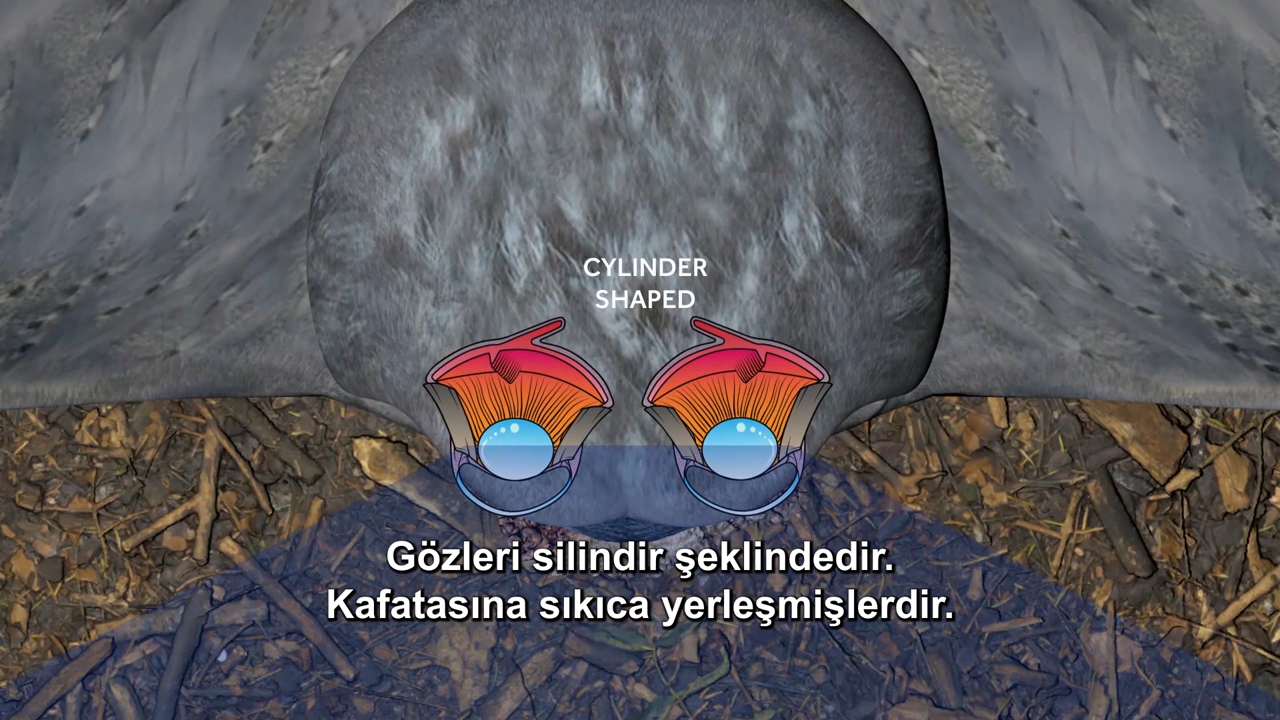 CYLINDER
SHAPED
Gözleri silindir şeklindedir.
Kafatasına sıkıca yerleşmişlerdir.